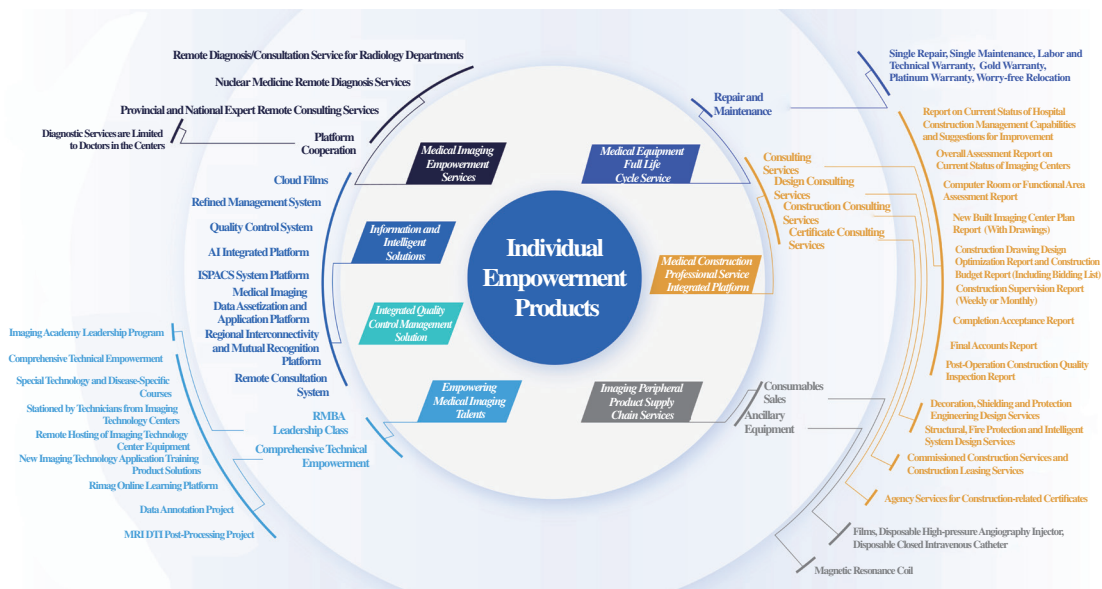 Remote Diagnosis/Consultation Service for Radiology Departments
Nuclear Medicine Remote Diagnosis Services
Provincial and National Expert Remote Consulting Services
Diagnostic Services are Limited
to Doctors in the Centers
Platform
Cooperation
Medical Imaging
Empowerment
Services
Cloud Films
Refined Management System
Quality Control System
AI Integrated Platform
ISPACS System Platform
Medical Imaging
Data Assetization and
Application Platform
Regional Interconnectivity
and Mutual Recognition
Platform
Remote Consultation
System
Information and
Intelligent
Solutions
Integrated Quality
Control Management
Solution
Imaging Academy Leadership Program
Comprehensive Technical Empowerment
Special Technology and Disease-Specific
Courses
Stationed by Technicians from Imaging
Technology Centers
Remote Hosting of Imaging Technology
Center Equipment
New Imaging Technology Application Training
Product Solutions
Rimag Online Learning Platform
Data Annotation Project
MRI DTI Post-Processing Project
RMBA
Leadership Class
Comprehensive Technical
Empowerment
Empowering
Medical Imaging
Talents
Individual
Empowerment
Products
Medical Equipment
Full Life
Cycle Service
Repair and
Maintenance
Single Repair, Single Maintenance, Labor and
Technical Warranty, Gold Warranty,
Platinum Warranty, Worry-free Relocation
Medical Construction
Professional Service
Integrated Platform
Consulting
Services
Design Consulting
Services
Construction Consulting
Services
Certificate Consulting
Services
Report on Current Status of Hospital
Construction Management Capabilities
and Suggestions for Improvement
Overall Assessment Report on
Current Status of Imaging Centers
Computer Room or Functional Area
Assessment Report
New Built Imaging Center Plan
Report (With Drawings)
Construction Drawing Design
Optimization Report and Construction
Budget Report (Including Bidding List)
Construction Supervision Report
(Weekly or Monthly)
Completion Acceptance Report
Final Accounts Report
Post-Operation Construction Quality
Inspection Report
Decoration, Shielding and Protection
Engineering Design Services
Structural, Fire Protection and Intelligent
System Design Services
Commissioned Construction Services and
Construction Leasing Services
Agency Services for Construction-related Certificates
Imaging Peripheral
Product Supply
Chain Services
Consumables
Sales
Ancillary
Equipment
Films, Disposable High-pressure Angiography Injector,
Disposable Closed Intravenous Catheter
Magnetic Resonance Coil